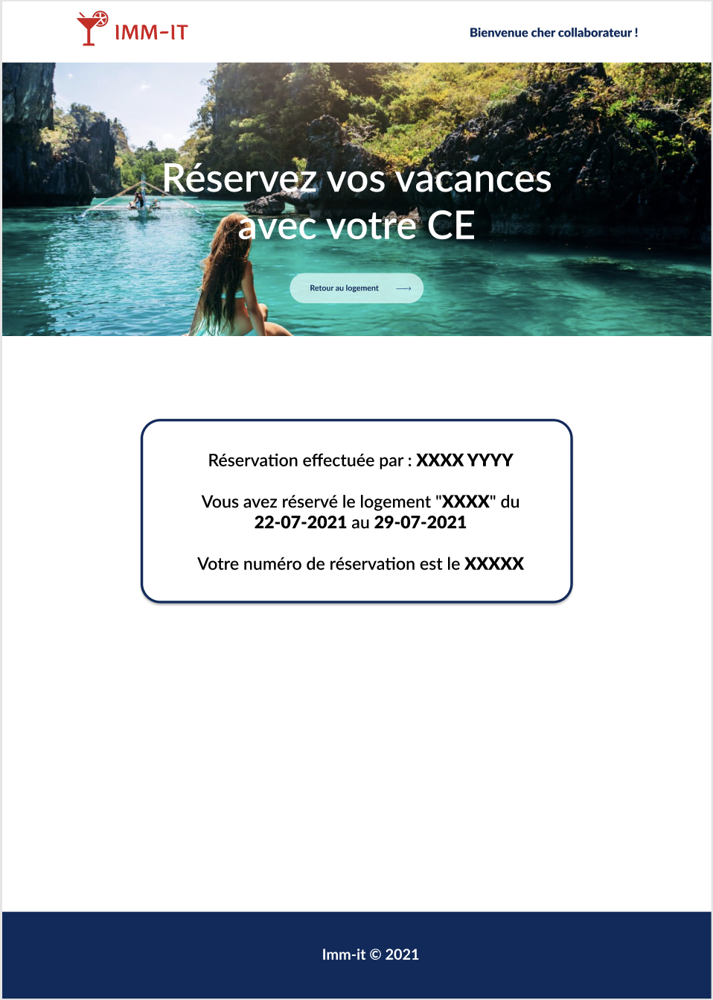 IMM-IT
Bienvenue cher collaborateur !
Réservez vos vacances
avec votre CE
Retour au logement
Réservation effectuée par : XXXX YYYY
Vous avez réservé le logement "XXXX" du
22-07-2021 au 29-07-2021
Votre numéro de réservation est le XXXXX
Imm-it © 2021